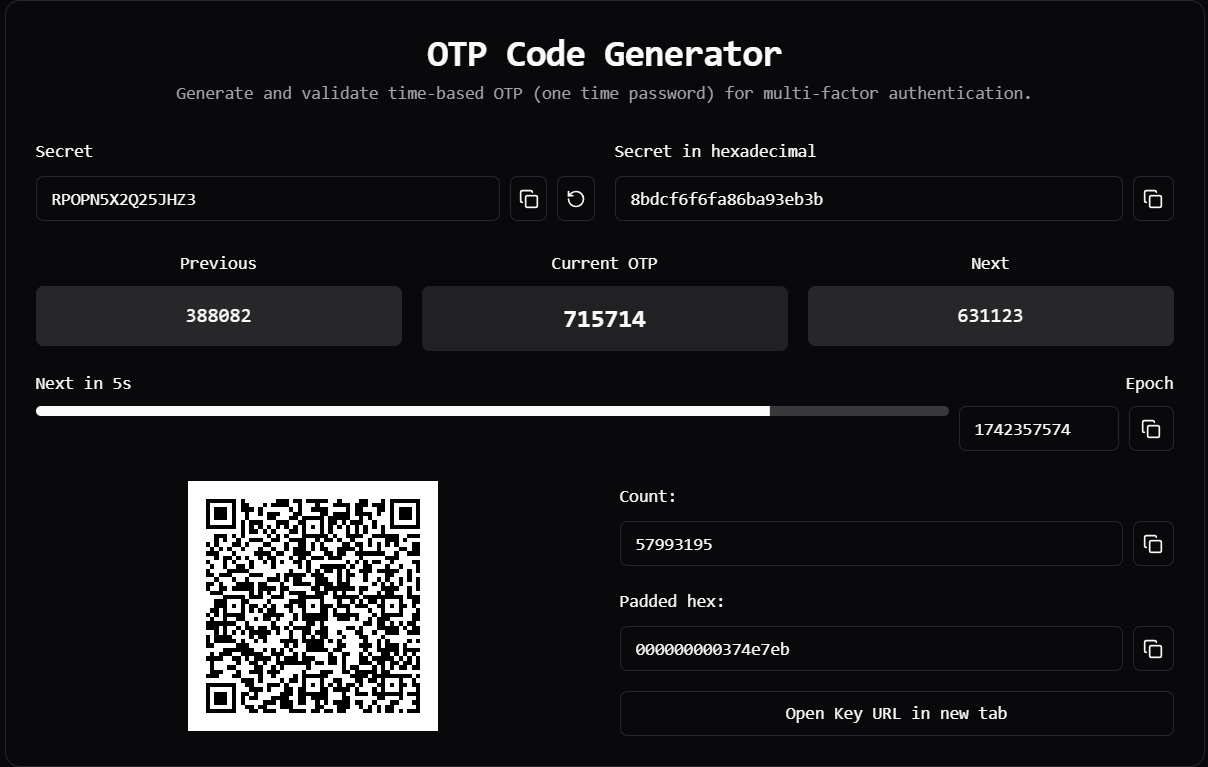 OTP Code Generator
Generate and validate time-based OTP (one time password) for multi-factor authentication.
Secret
RPOPN5X2Q25JHZ3
Secret in hexadecimal
8bdcf6f6fa86ba93eb3b
Previous
388082
Current OTP
715714
Next
631123
Next in 5s
Epoch
1742357574
Count:
57993195
Padded hex:
000000000374e7eb
Open Key URL in new tab